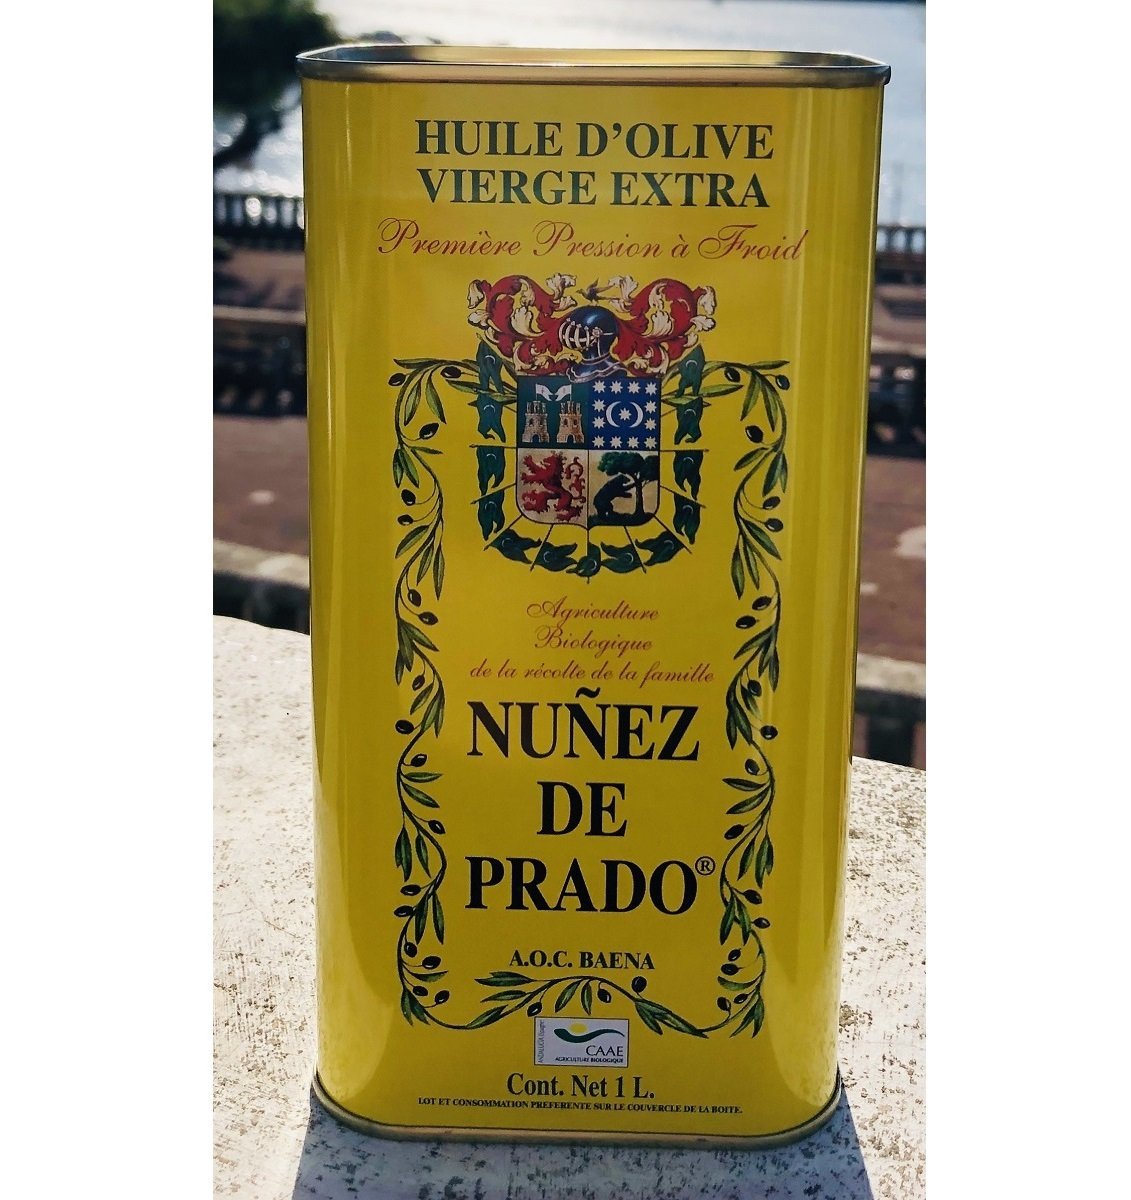 HUILE D'OLIVE
VIERGE EXTRA
Première Pression à Froid
Agriculture
Biologique
de la récolte de la famille
NUÑEZ
DE
PRADO®
A.O.C. BAENA
CAAE
AGRICULTURE BIOLOGIQUE
Cont. Net 1 L.
LOT ET CONSOMMATION PREFERENTE SUR LE COUVERCLE DE LA BOITE.